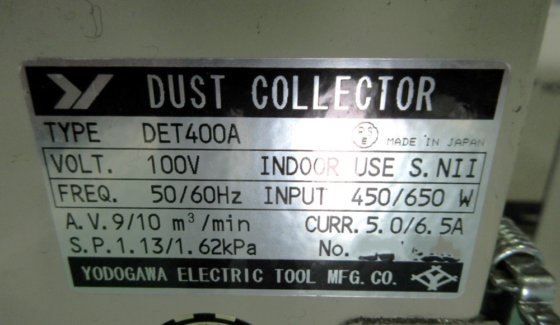 DUST COLLECTOR
TYPE DET400A PS E MADE IN JAPAN
VOLT. 100V INDOOR USE S.NII
FREQ. 50/60Hz INPUT 450/650 W
A.V.9/10 m³/min CURR.5.0/6.5A
S.P.1.13/1.62kPa No.
YODOGAWA ELECTRIC TOOL MFG.CO.